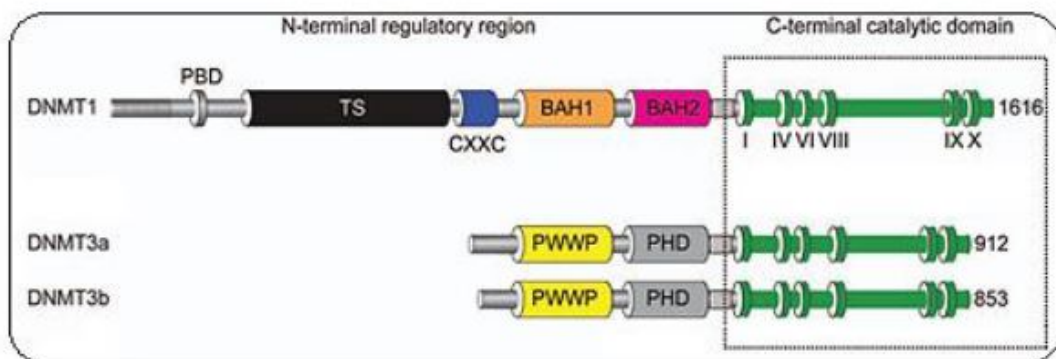 N-terminal regulatory region C-terminal catalytic domain
PBD
DNMT1 TS BAH1 BAH2 1616
CXXC I IV VI VIII IX X
DNMT3a PWWP PHD 912
DNMT3b PWWP PHD 853